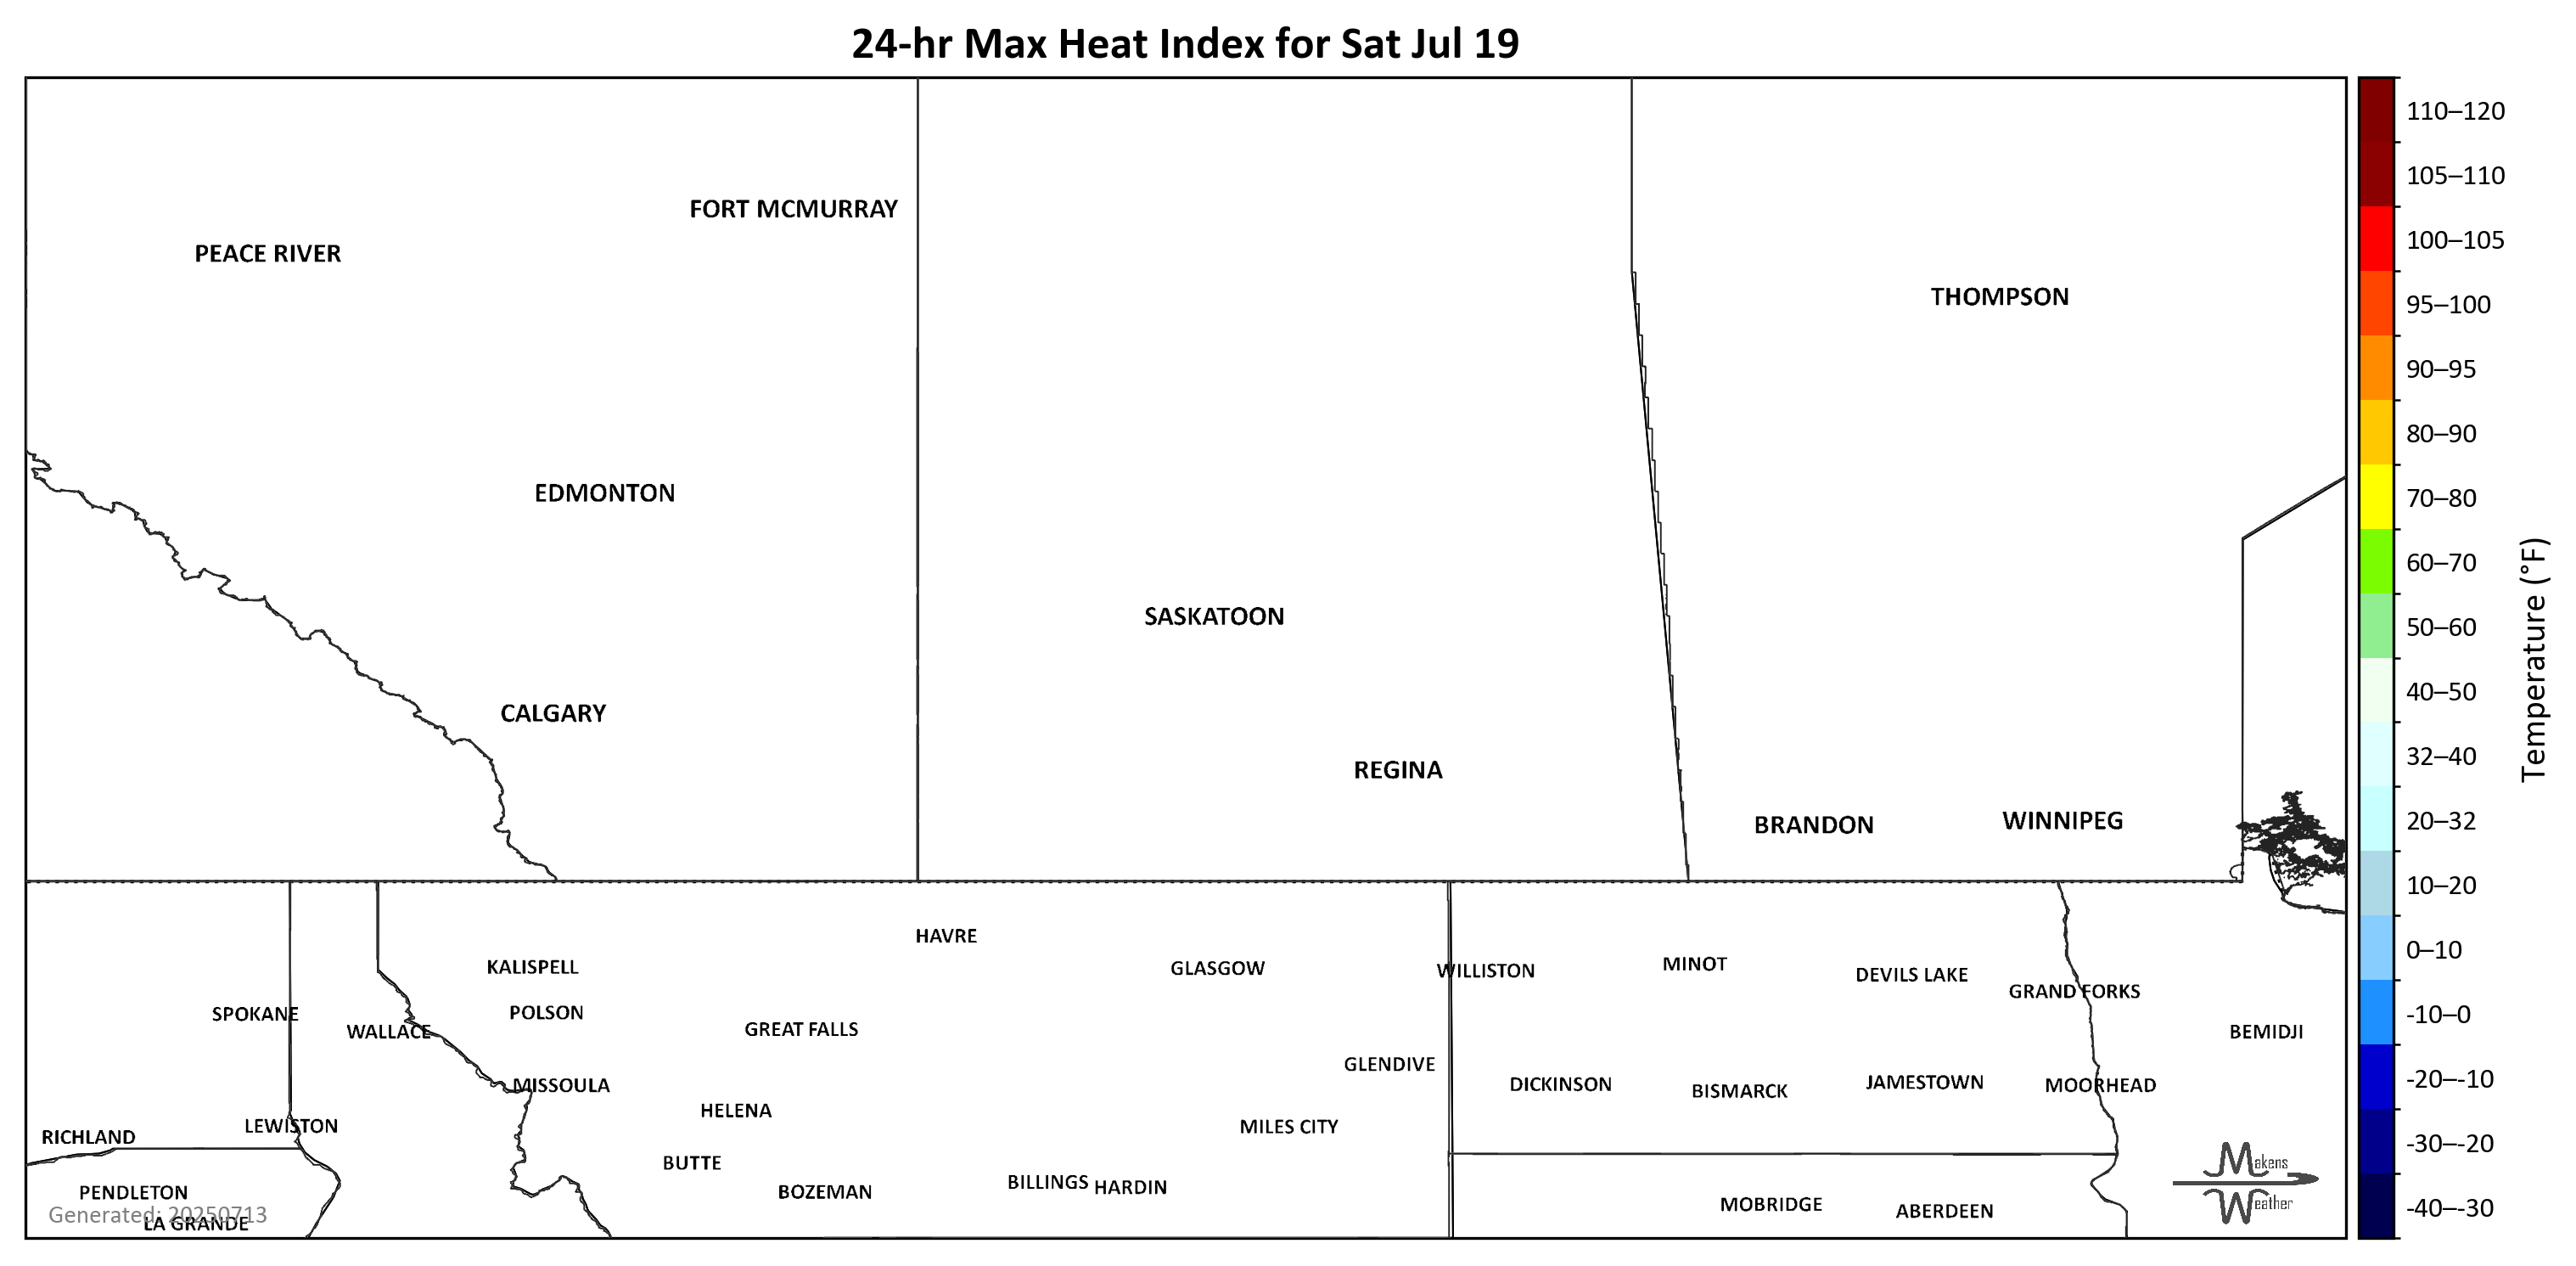 24-hr Max Heat Index for Sat Jul 19
110–120
105–110
FORT MCMURRAY
100–105
PEACE RIVER
THOMPSON
95–100
90–95
80–90
EDMONTON
70–80
60–70
SASKATOON
50–60
Temperature (°F)
40–50
CALGARY
32–40
REGINA
BRANDON
WINNIPEG
20–32
10–20
HAVRE
0–10
KALISPELL
GLASGOW
WILLISTON
MINOT
DEVILS LAKE
GRAND FORKS
SPOKANE
POLSON
-10–0
WALLACE
GREAT FALLS
BEMIDJI
GLENDIVE
-20–-10
MISSOULA
DICKINSON
BISMARCK
JAMESTOWN
MOORHEAD
HELENA
LEWISTON
MILES CITY
RICHLAND
-30–-20
BUTTE
Makens
PENDLETON
BOZEMAN
BILLINGS
HARDIN
Weather
MOBRIDGE
ABERDEEN
-40–-30
Generated: 20250713
LA GRANDE